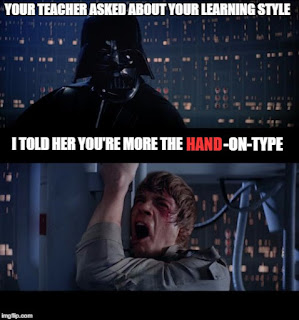 YOUR TEACHER ASKED ABOUT YOUR LEARNING STYLE
I TOLD HER YOU'RE MORE THE HAND-ON-TYPE
imgflip.com